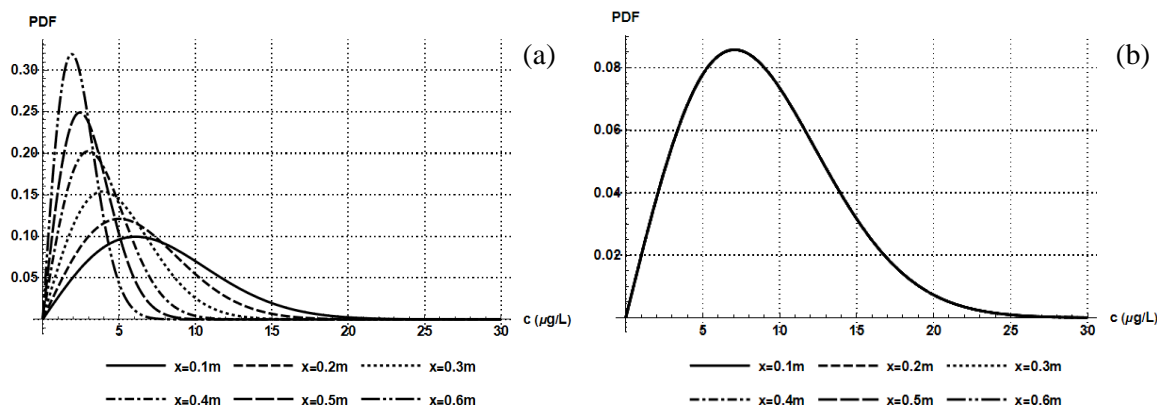 PDF
(a)
0.30
0.25
0.20
0.15
0.10
0.05
5 10 15 20 25 30
c (μg/L)
x=0.1m x=0.2m x=0.3m
x=0.4m x=0.5m x=0.6m
PDF
(b)
0.08
0.06
0.04
0.02
5 10 15 20 25 30
c (μg/L)
x=0.1m x=0.2m x=0.3m
x=0.4m x=0.5m x=0.6m